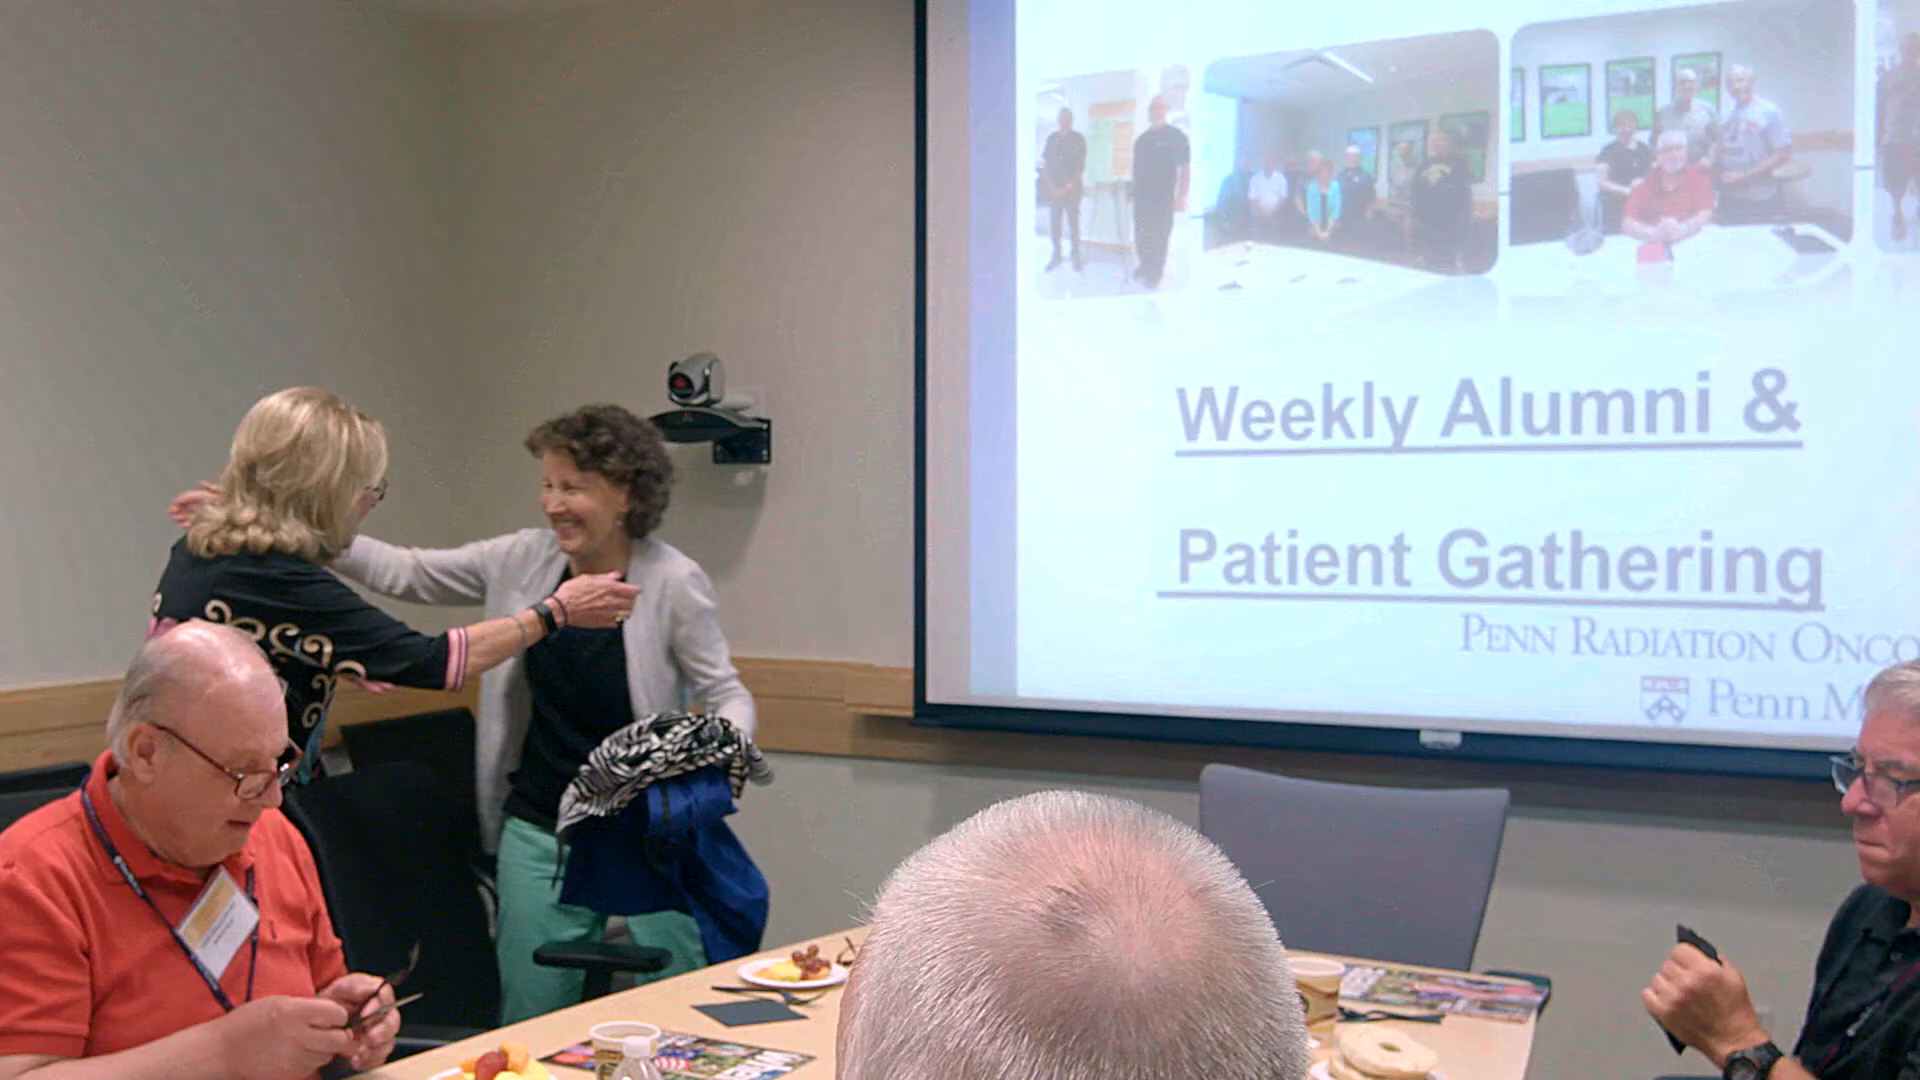 Weekly Alumni &
Patient Gathering
PENN RADIATION ONCO
Penn M